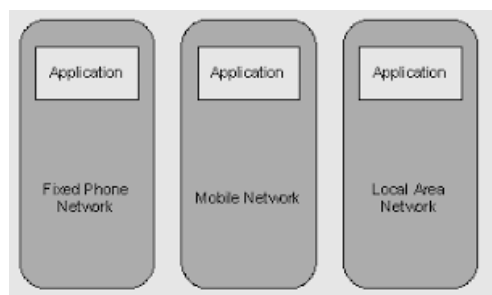 Application
Application
Application
Fixed Phone
Network
Mobile Network
Local Area
Network